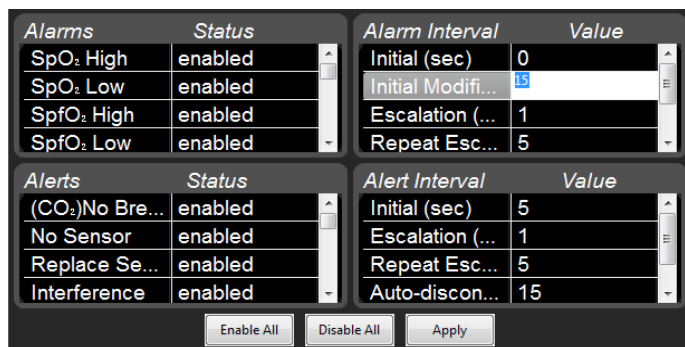 Alarms Status
SpO₂ High enabled
SpO₂ Low enabled
SpfO₂ High enabled
SpfO₂ Low enabled
Alarm Interval Value
Initial (sec) 0
Initial Modifi... 15
Escalation (... 1
Repeat Esc... 5
Alerts Status
(CO₂)No Bre... enabled
No Sensor enabled
Replace Se... enabled
Interference enabled
Alert Interval Value
Initial (sec) 5
Escalation (... 1
Repeat Esc... 5
Auto-discon... 15
Enable All Disable All Apply